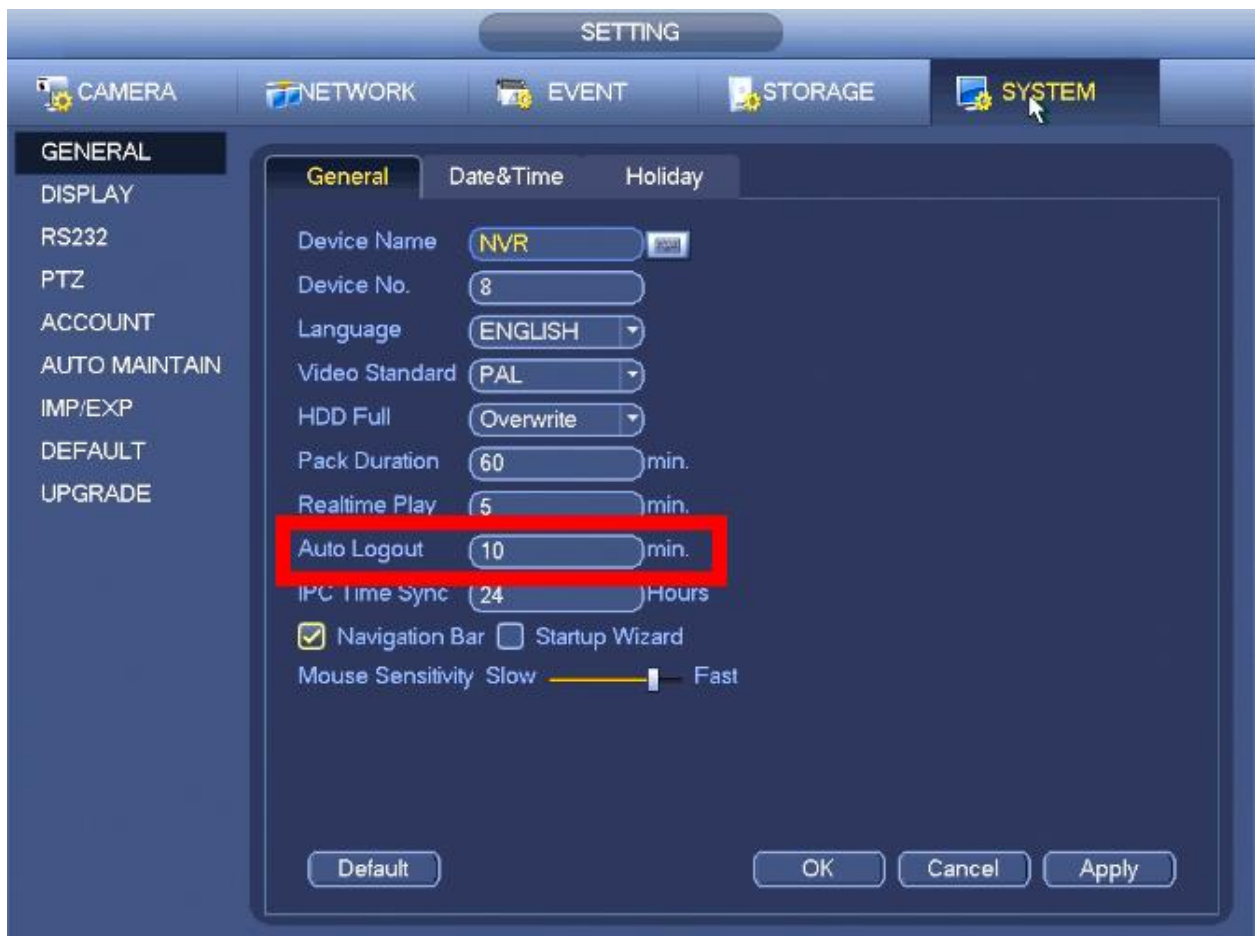 SETTING
CAMERA NETWORK EVENT STORAGE SYSTEM
GENERAL
DISPLAY
RS232
PTZ
ACCOUNT
AUTO MAINTAIN
IMP/EXP
DEFAULT
UPGRADE
General Date&Time Holiday
Device Name NVR
Device No. 8
Language ENGLISH
Video Standard PAL
HDD Full Overwrite
Pack Duration 60 min.
Realtime Play 5 min.
Auto Logout 10 min.
IPC Time Sync 24 Hours
Navigation Bar Startup Wizard
Mouse Sensitivity Slow Fast
Default OK Cancel Apply